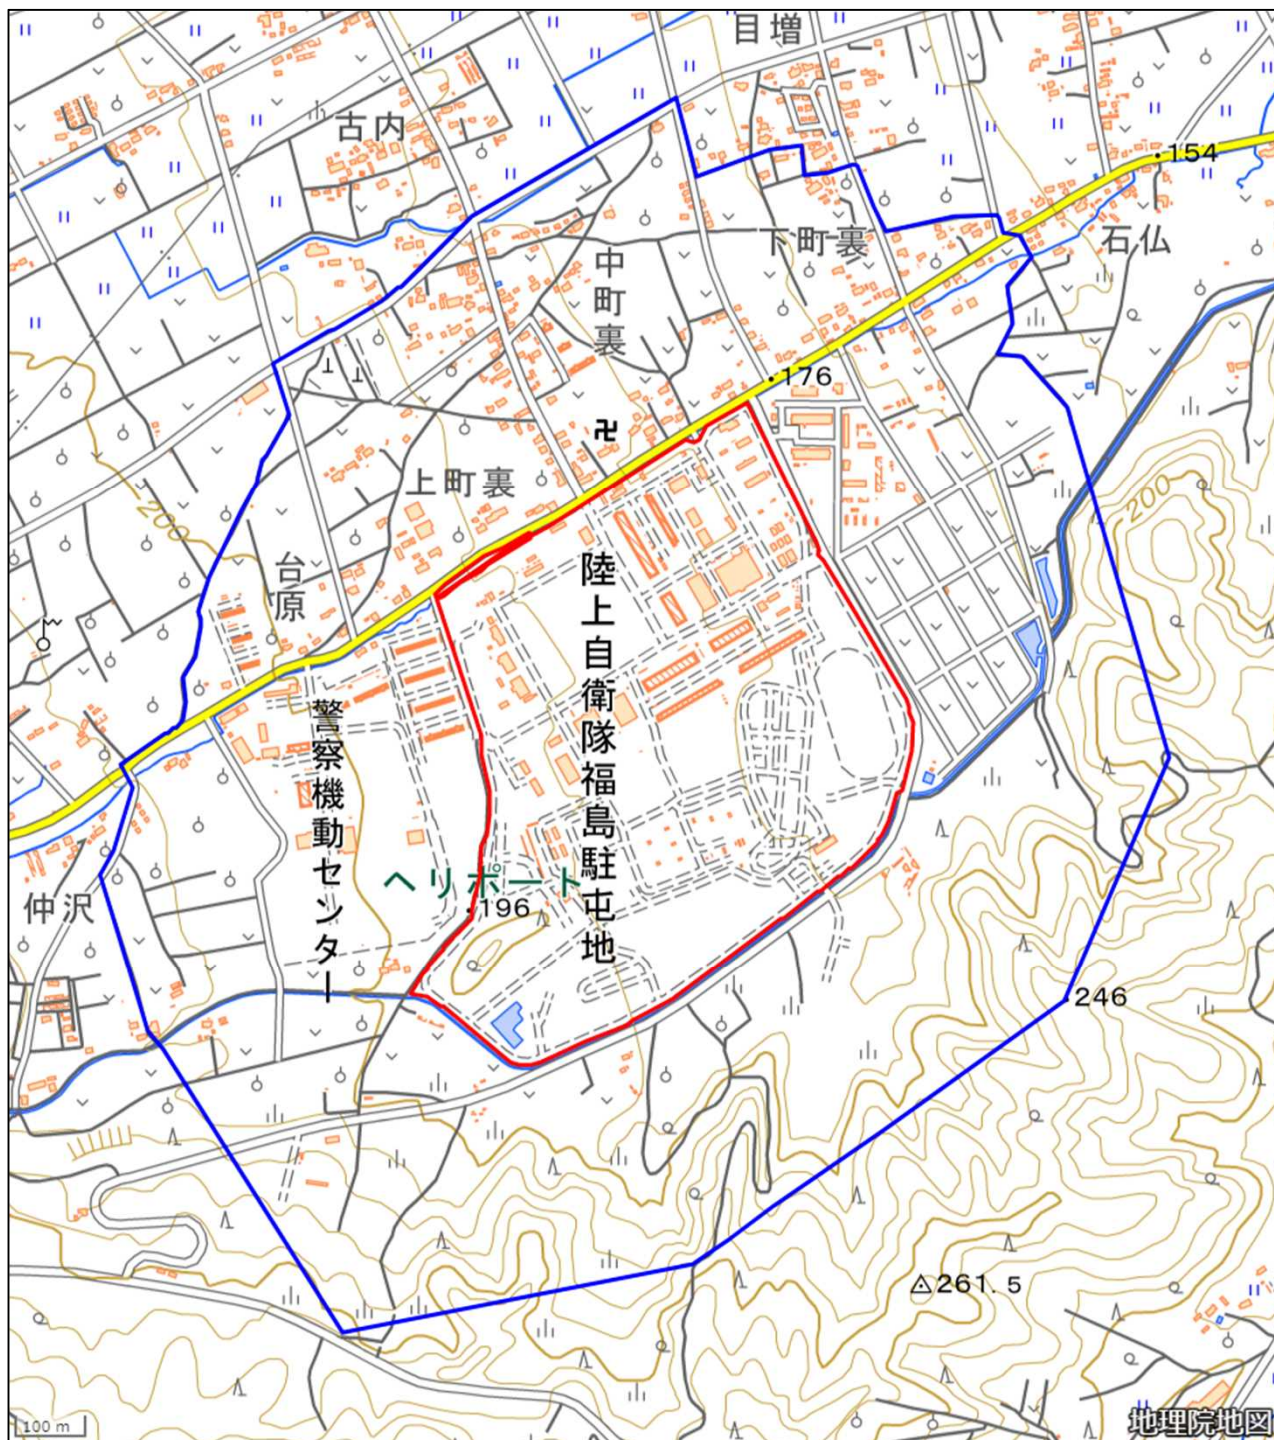 目増
古内
154
石仏
下町裏
中町裏
176
上町裏
200
200
台原
陸上自衛隊福島駐屯地
警察機動センター
ヘリポート
仲沢
196
246
261.5
100 m
地理院地図